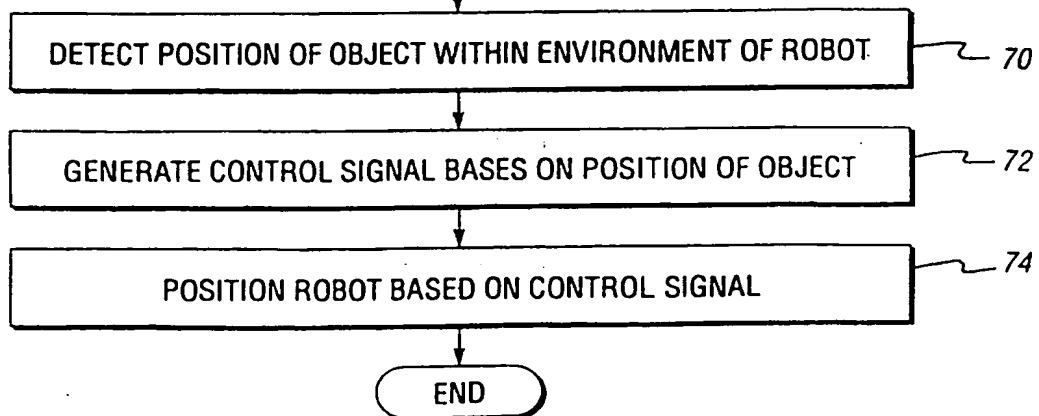 DETECT POSITION OF OBJECT WITHIN ENVIRONMENT OF ROBOT
70
GENERATE CONTROL SIGNAL BASES ON POSITION OF OBJECT
72
POSITION ROBOT BASED ON CONTROL SIGNAL
74
END